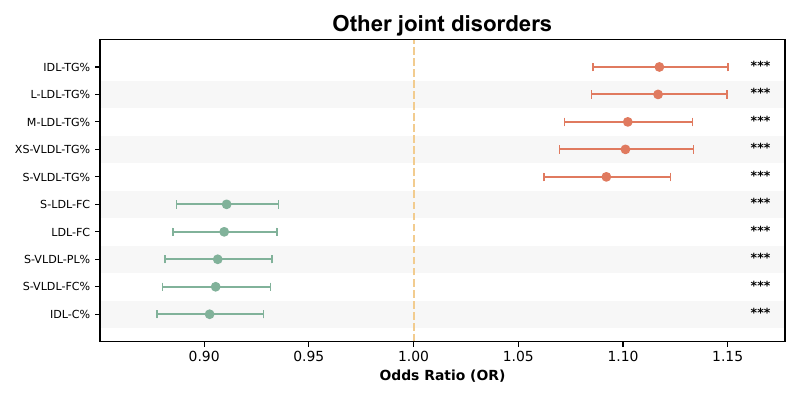 Other joint disorders
IDL-TG% ***
L-LDL-TG% ***
M-LDL-TG% ***
XS-VLDL-TG% ***
S-VLDL-TG% ***
S-LDL-FC ***
LDL-FC ***
S-VLDL-PL% ***
S-VLDL-FC% ***
IDL-C% ***
0.90 0.95 1.00 1.05 1.10 1.15
Odds Ratio (OR)